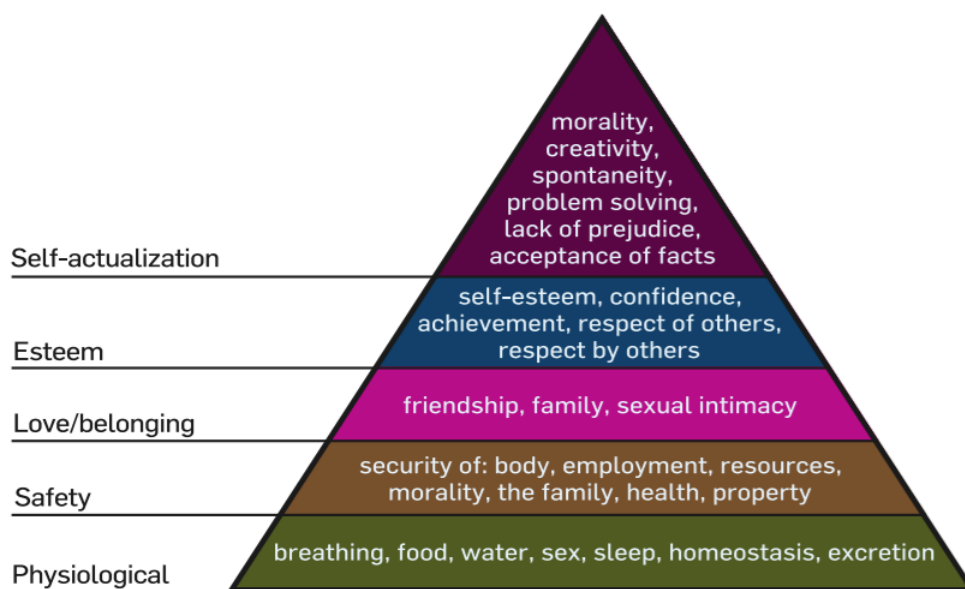 morality,
creativity,
spontaneity,
problem solving,
lack of prejudice,
acceptance of facts
Self-actualization
self-esteem, confidence,
achievement, respect of others,
respect by others
Esteem
friendship, family, sexual intimacy
Love/belonging
security of: body, employment, resources,
morality, the family, health, property
Safety
breathing, food, water, sex, sleep, homeostasis, excretion
Physiological